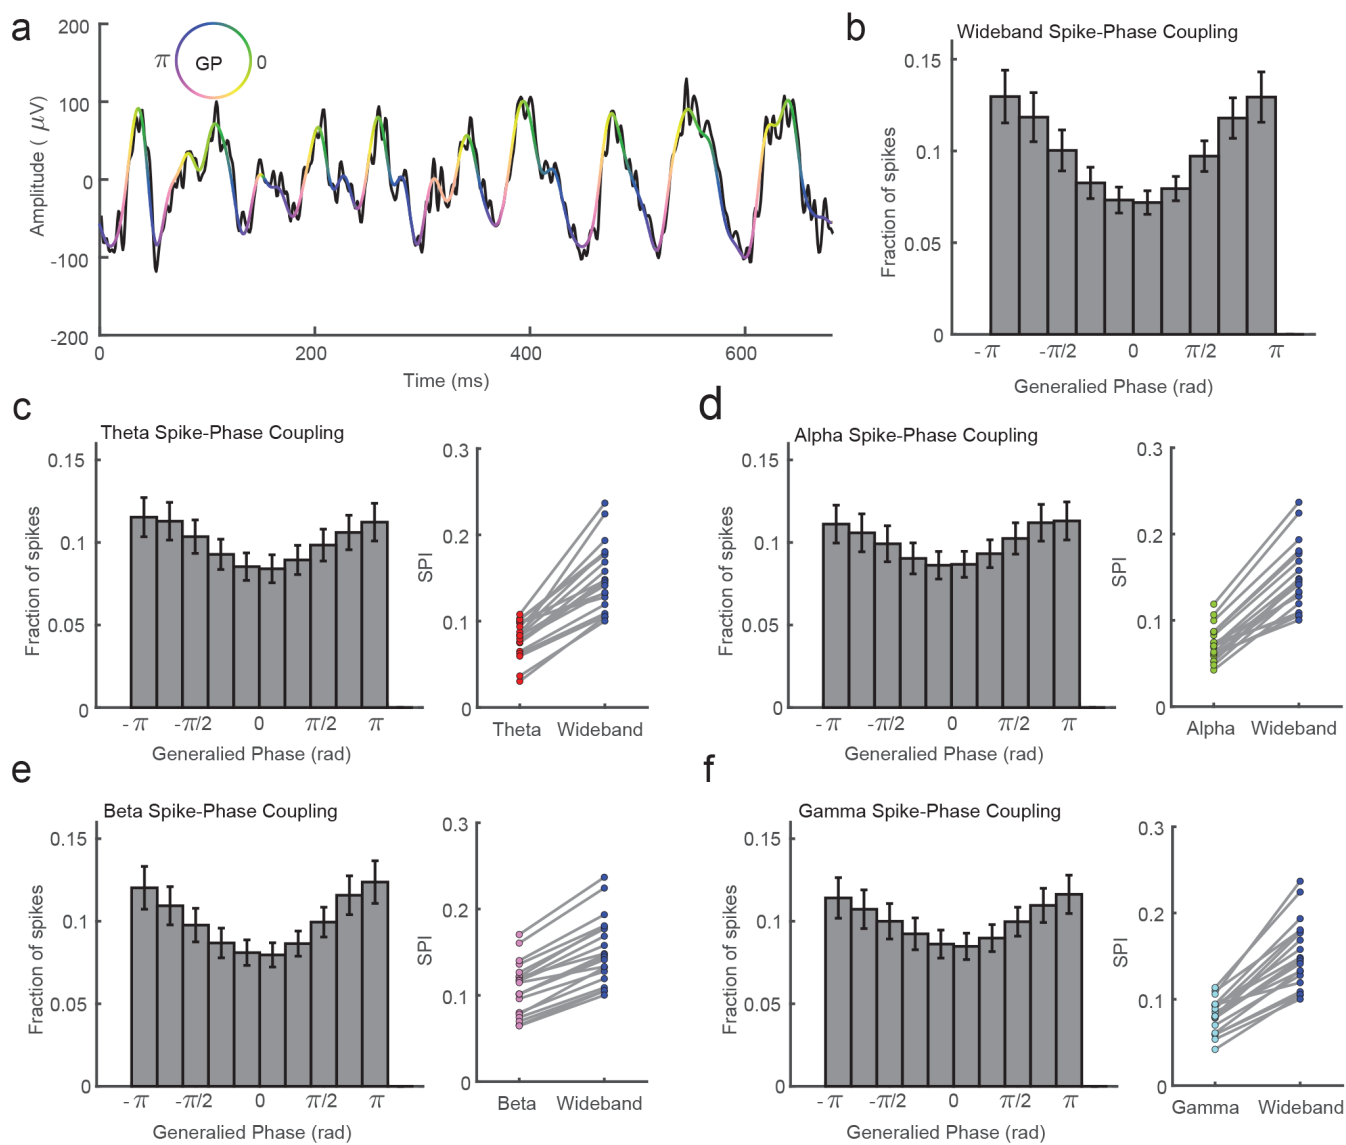 a
200
100
0
-100
-200
Amplitude ( μV)
π GP 0
0 200 400 600
Time (ms)
b
Wideband Spike-Phase Coupling
0.15
0.1
0.05
0
Fraction of spikes
-π -π/2 0 π/2 π
Generalied Phase (rad)
c
Theta Spike-Phase Coupling
0.15
0.1
0.05
0
Fraction of spikes
-π -π/2 0 π/2 π
Generalied Phase (rad)
0.3
0.2
0.1
0
SPI
Theta Wideband
d
Alpha Spike-Phase Coupling
0.15
0.1
0.05
0
Fraction of spikes
-π -π/2 0 π/2 π
Generalied Phase (rad)
0.3
0.2
0.1
0
SPI
Alpha Wideband
e
Beta Spike-Phase Coupling
0.15
0.1
0.05
0
Fraction of spikes
-π -π/2 0 π/2 π
Generalied Phase (rad)
0.3
0.2
0.1
0
SPI
Beta Wideband
f
Gamma Spike-Phase Coupling
0.15
0.1
0.05
0
Fraction of spikes
-π -π/2 0 π/2 π
Generalied Phase (rad)
0.3
0.2
0.1
0
SPI
Gamma Wideband